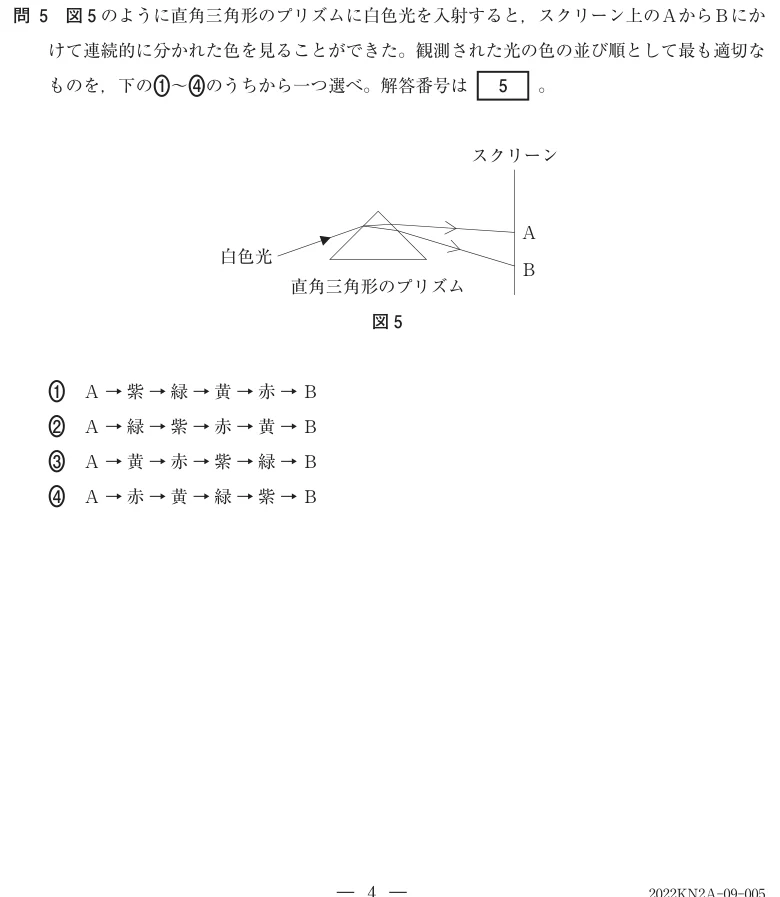 問 5　図 5 のように直角三角形のプリズムに白色光を入射すると，スクリーン上のＡからＢにか
けて連続的に分かれた色を見ることができた。観測された光の色の並び順として最も適切な
ものを，下の①～④のうちから一つ選べ。解答番号は 5 。
スクリーン
A
白色光
B
直角三角形のプリズム
図 5
① A → 紫 → 緑 → 黄 → 赤 → B
② A → 緑 → 紫 → 赤 → 黄 → B
③ A → 黄 → 赤 → 紫 → 緑 → B
④ A → 赤 → 黄 → 緑 → 紫 → B
— 4 —
2022KN2A-09-005